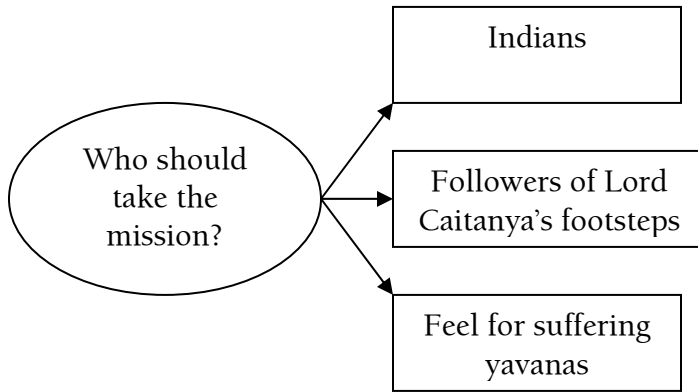 Who should
take the
mission?
Indians
Followers of Lord
Caitanya’s footsteps
Feel for suffering
yavanas